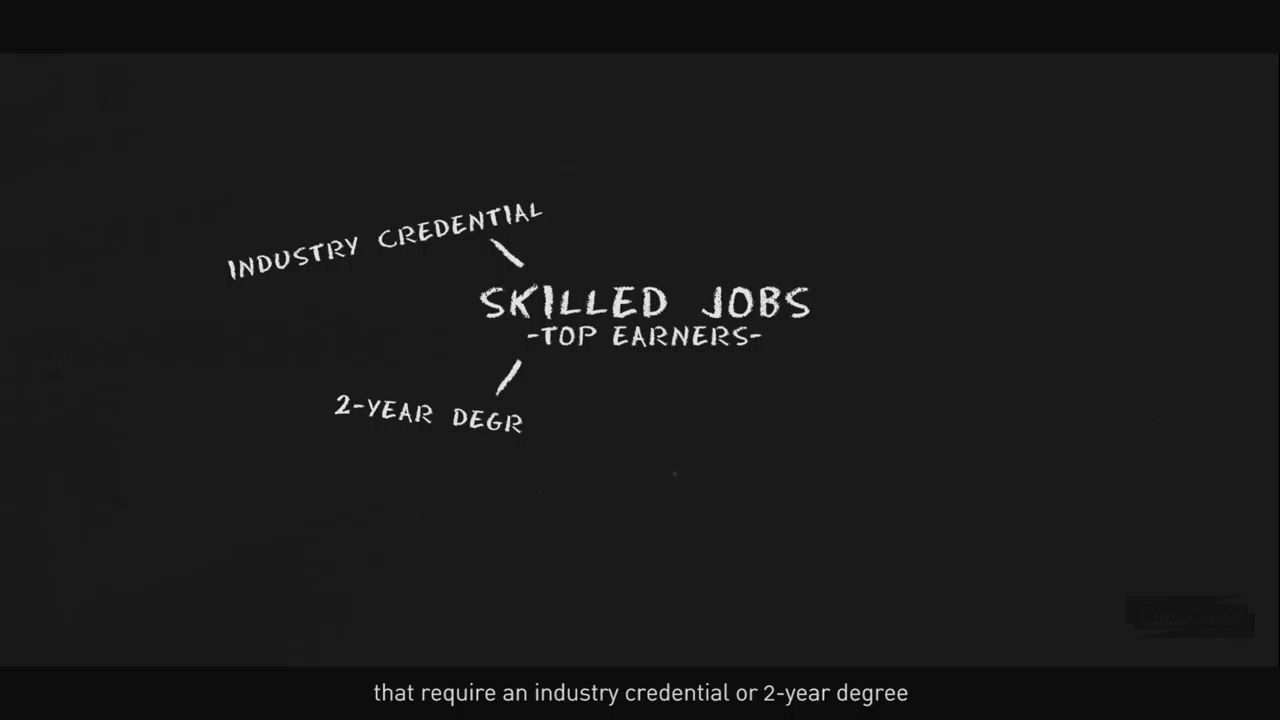 INDUSTRY CREDENTIAL
SKILLED JOBS
-TOP EARNERS-
2-YEAR DEGR
that require an industry credential or 2-year degree